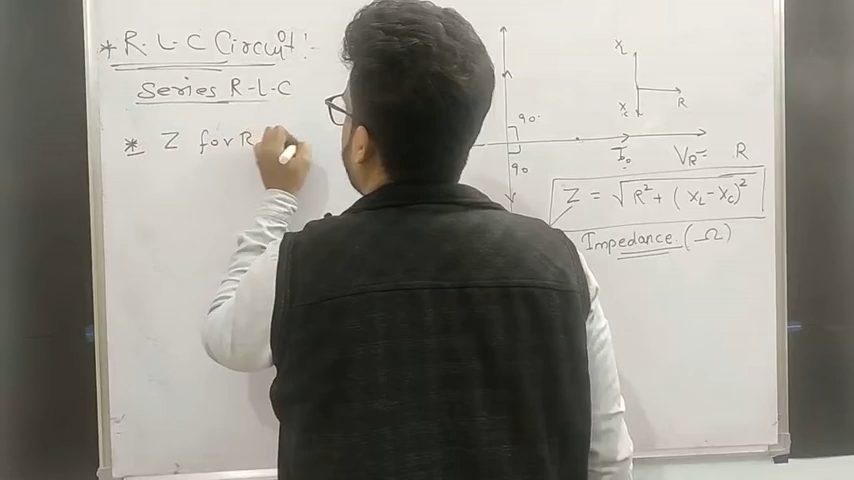 * R-L-C Circuit :-
Series R-L-C
* Z for R
X_L
X_C
R
90°
90
I_0
V_R = R
Z = √R² + (X_L - X_C)²
Impedance (Ω)